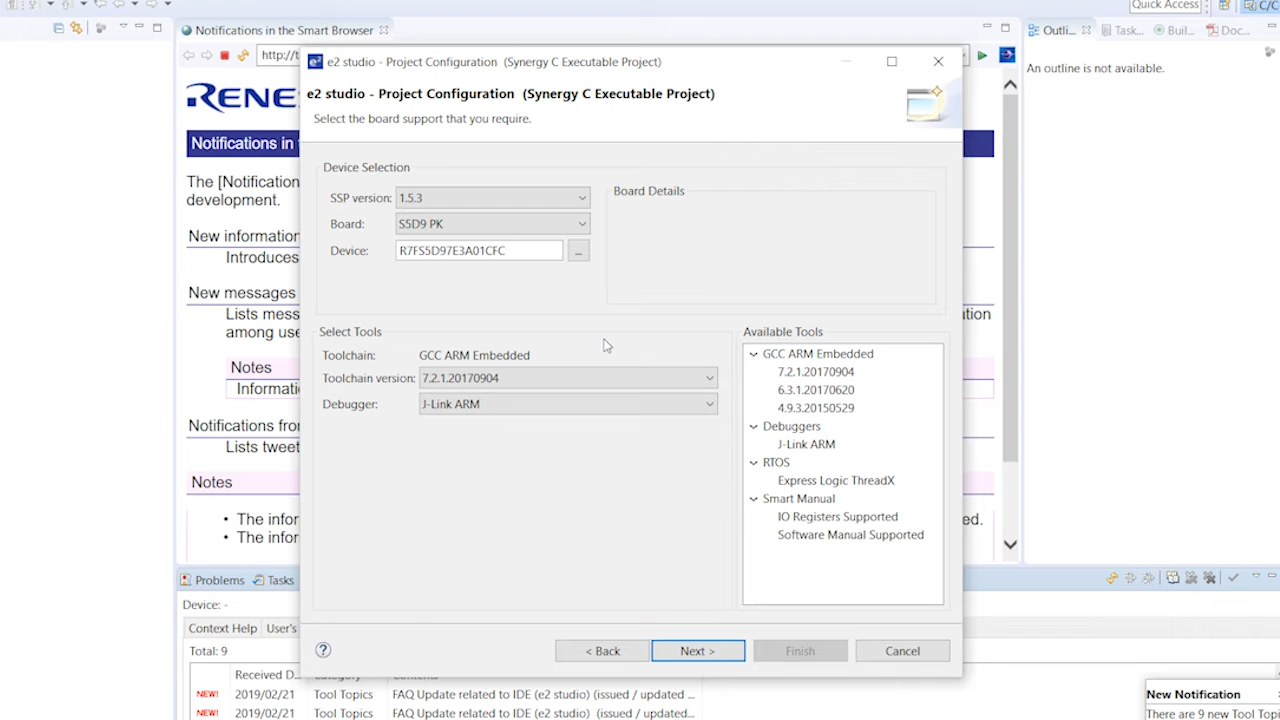 Quick Access
C/C
Notifications in the Smart Browser
Outli...
Task...
Buil...
Doc...
http://t
An outline is not available.
RENE
Notifications in
The [Notification
development.
New information
Introduces
New messages
Lists mess
ation
among use
Notes
Informati
Notifications fro
Lists tweet
Notes
• The infor
ed.
• The infor
e2 studio - Project Configuration (Synergy C Executable Project)
e2 studio - Project Configuration (Synergy C Executable Project)
Select the board support that you require.
Device Selection
SSP version: 1.5.3
Board: S5D9 PK
Device: R7FS5D97E3A01CFC ...
Board Details
Select Tools
Toolchain: GCC ARM Embedded
Toolchain version: 7.2.1.20170904
Debugger: J-Link ARM
Available Tools
GCC ARM Embedded
7.2.1.20170904
6.3.1.20170620
4.9.3.20150529
Debuggers
J-Link ARM
RTOS
Express Logic ThreadX
Smart Manual
IO Registers Supported
Software Manual Supported
< Back
Next >
Finish
Cancel
Problems
Tasks
Device: -
Context Help
User's
Total: 9
Received D...
Contents
NEW! 2019/02/21 Tool Topics FAQ Update related to IDE (e2 studio) (issued / updated ...
NEW! 2019/02/21 Tool Topics FAQ Update related to IDE (e2 studio) (issued / updated ...
New Notification
There are 9 new Tool Topi